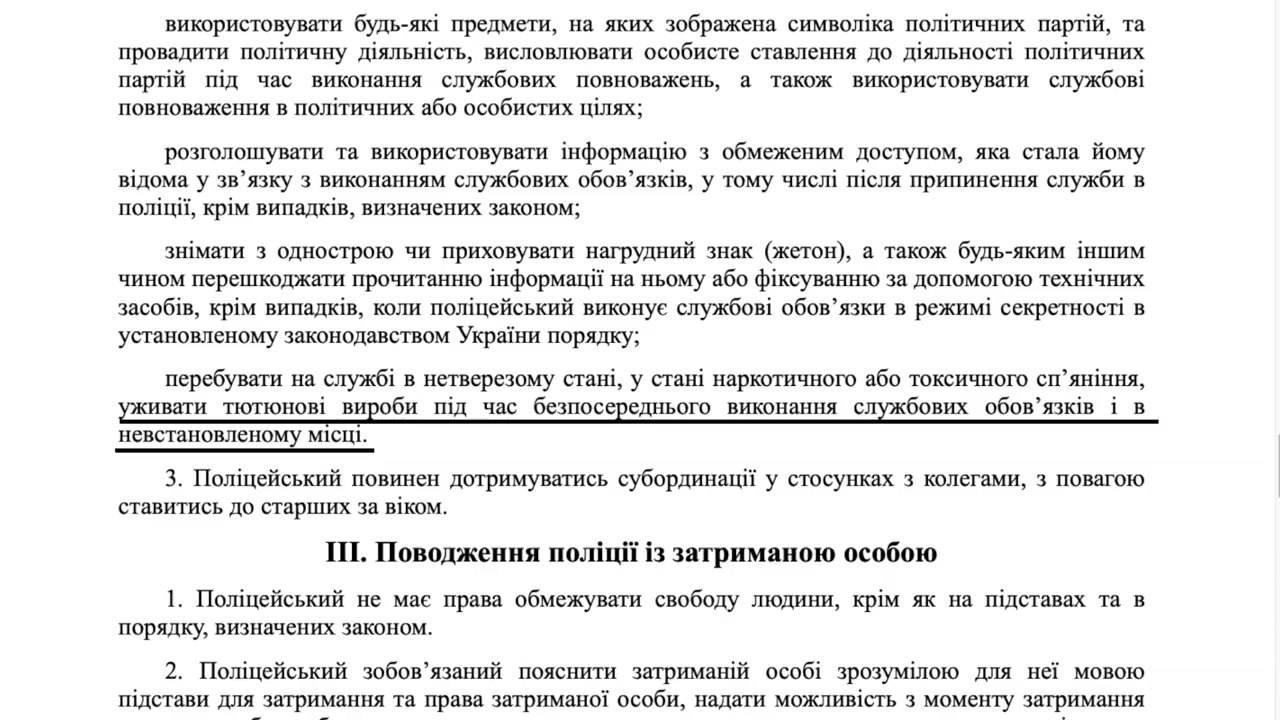 використовувати будь-які предмети, на яких зображена символіка політичних партій, та
провадити політичну діяльність, висловлювати особисте ставлення до діяльності політичних
партій під час виконання службових повноважень, а також використовувати службові
повноваження в політичних або особистих цілях;
розголошувати та використовувати інформацію з обмеженим доступом, яка стала йому
відома у зв’язку з виконанням службових обов’язків, у тому числі після припинення служби в
поліції, крім випадків, визначених законом;
знімати з однострою чи приховувати нагрудний знак (жетон), а також будь-яким іншим
чином перешкоджати прочитанню інформації на ньому або фіксуванню за допомогою технічних
засобів, крім випадків, коли поліцейський виконує службові обов’язки в режимі секретності в
установленому законодавством України порядку;
перебувати на службі в нетверезому стані, у стані наркотичного або токсичного сп’яніння,
уживати тютюнові вироби під час безпосереднього виконання службових обов’язків і в
невстановленому місці.
3. Поліцейський повинен дотримуватись субординації у стосунках з колегами, з повагою
ставитись до старших за віком.
ІІІ. Поводження поліції із затриманою особою
1. Поліцейський не має права обмежувати свободу людини, крім як на підставах та в
порядку, визначених законом.
2. Поліцейський зобов’язаний пояснити затриманій особі зрозумілою для неї мовою
підстави для затримання та права затриманої особи, надати можливість з моменту затримання